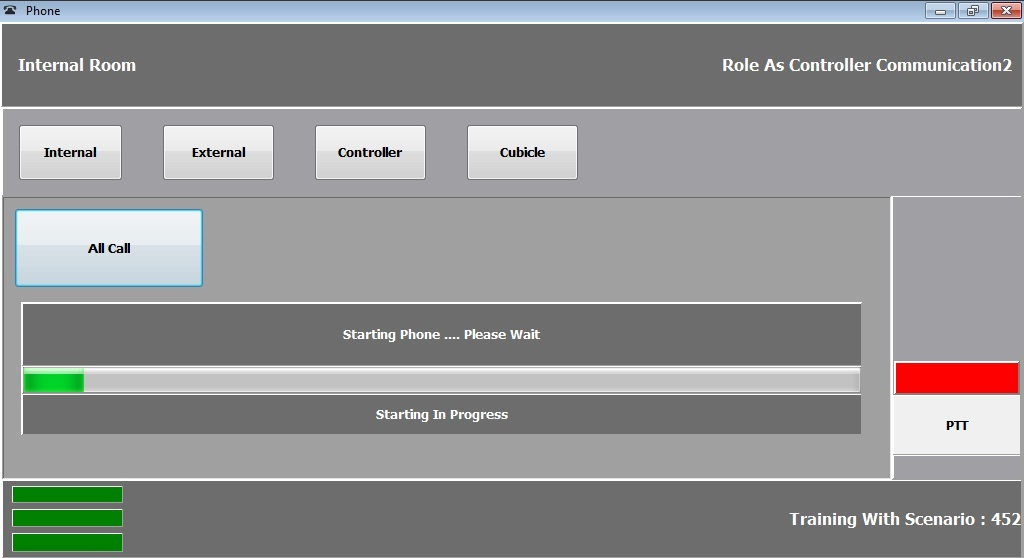 Phone
Internal Room
Role As Controller Communication2
Internal
External
Controller
Cubicle
All Call
Starting Phone .... Please Wait
Starting In Progress
PTT
Training With Scenario : 452